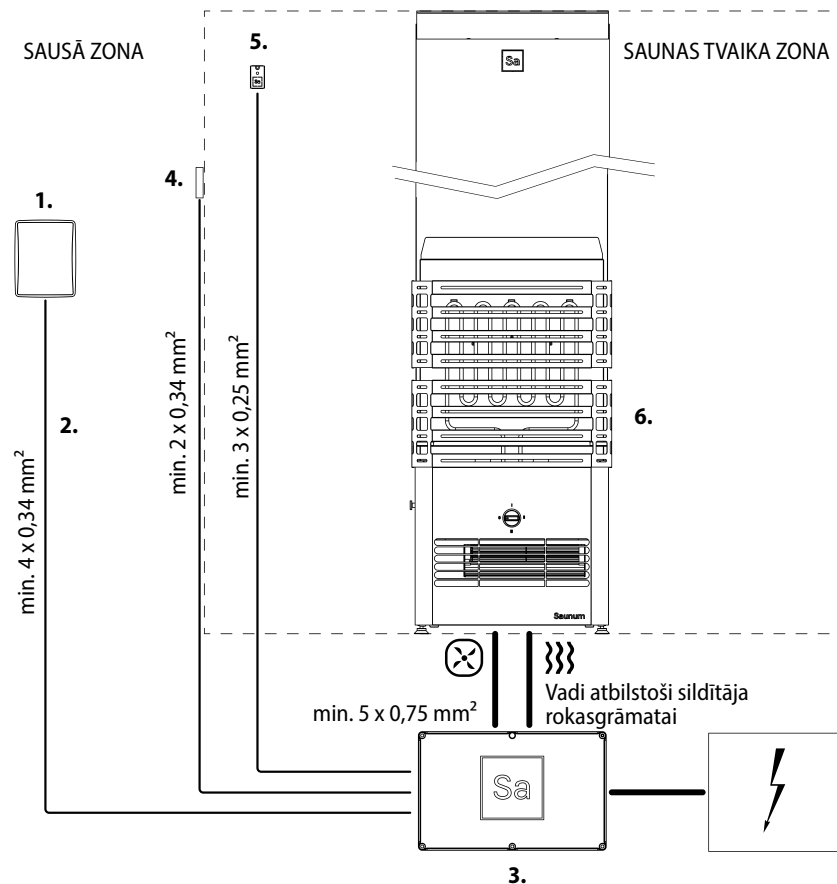 SAUSĀ ZONA
5.
SAUNAS TVAIKA ZONA
Sa
Sa
4.
1.
2.
min. 4 x 0,34 mm²
min. 2 x 0,34 mm²
min. 3 x 0,25 mm²
6.
Saunum
min. 5 x 0,75 mm²
Vadi atbilstoši sildītāja
rokasgrāmatai
Sa
3.